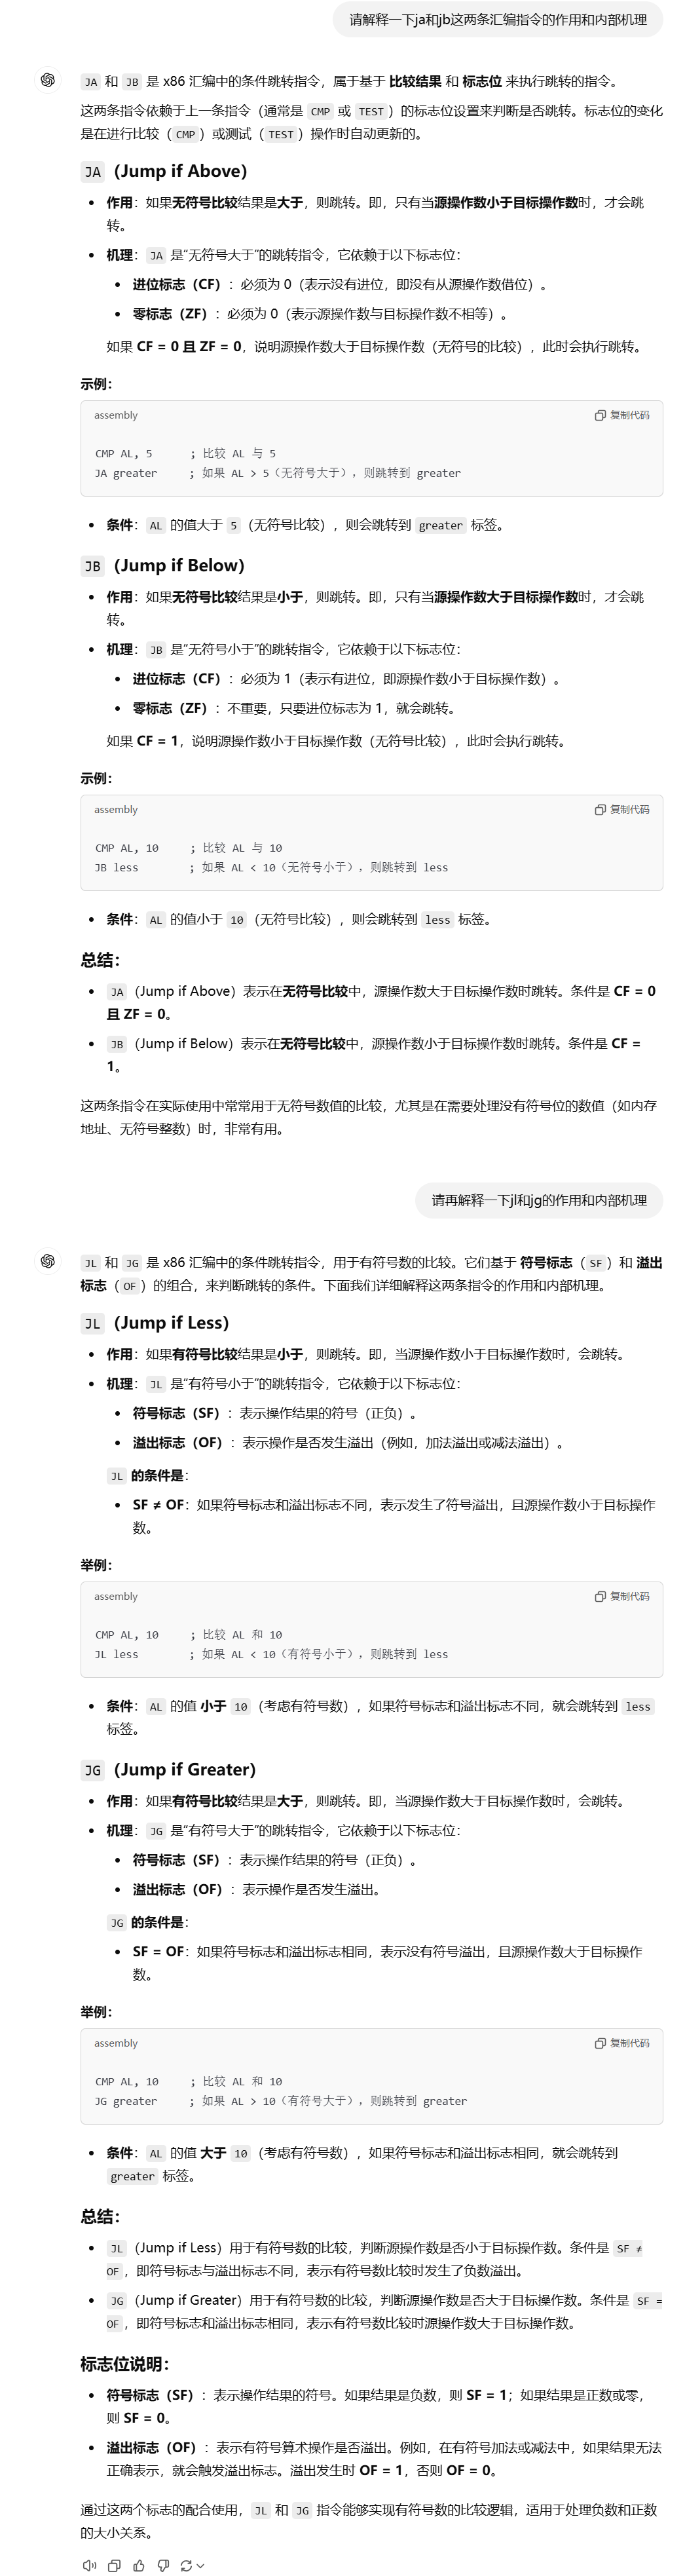 请解释一下ja和jb这两条汇编指令的作用和内部机理
JA 和 JB 是 x86 汇编中的条件跳转指令，属于基于 比较结果 和 标志位 来执行跳转的指令。
这两条指令依赖于上一条指令（通常是 CMP 或 TEST）的标志位设置来判断是否跳转。标志位的变化
是在进行比较（CMP）或测试（TEST）操作时自动更新的。
JA（Jump if Above）
• 作用：如果无符号比较结果是大于，则跳转。即，只有当源操作数小于目标操作数时，才会跳
转。
• 机理：JA 是“无符号大于”的跳转指令，它依赖于以下标志位：
• 进位标志（CF）：必须为 0（表示没有进位，即没有从源操作数借位）。
• 零标志（ZF）：必须为 0（表示源操作数与目标操作数不相等）。
如果 CF = 0 且 ZF = 0，说明源操作数大于目标操作数（无符号的比较），此时会执行跳转。
示例：
assembly 复制代码
CMP AL, 5 ; 比较 AL 与 5
JA greater ; 如果 AL > 5（无符号大于），则跳转到 greater
• 条件：AL 的值大于 5（无符号比较），则会跳转到 greater 标签。
JB（Jump if Below）
• 作用：如果无符号比较结果是小于，则跳转。即，只有当源操作数大于目标操作数时，才会跳
转。
• 机理：JB 是“无符号小于”的跳转指令，它依赖于以下标志位：
• 进位标志（CF）：必须为 1（表示有进位，即源操作数小于目标操作数）。
• 零标志（ZF）：不重要，只要进位标志为 1，就会跳转。
如果 CF = 1，说明源操作数小于目标操作数（无符号比较），此时会执行跳转。
示例：
assembly 复制代码
CMP AL, 10 ; 比较 AL 与 10
JB less ; 如果 AL < 10（无符号小于），则跳转到 less
• 条件：AL 的值小于 10（无符号比较），则会跳转到 less 标签。
总结：
• JA（Jump if Above）表示在无符号比较中，源操作数大于目标操作数时跳转。条件是 CF = 0
且 ZF = 0。
• JB（Jump if Below）表示在无符号比较中，源操作数小于目标操作数时跳转。条件是 CF =
1。
这两条指令在实际使用中常常用于无符号数值的比较，尤其是在需要处理没有符号位的数值（如内存
地址、无符号整数）时，非常有用。
请再解释一下jl和jg的作用和内部机理
JL 和 JG 是 x86 汇编中的条件跳转指令，用于有符号数的比较。它们基于 符号标志（SF）和 溢出
标志（OF）的组合，来判断跳转的条件。下面我们详细解释这两条指令的作用和内部机理。
JL（Jump if Less）
• 作用：如果有符号比较结果是小于，则跳转。即，当源操作数小于目标操作数时，会跳转。
• 机理：JL 是“有符号小于”的跳转指令，它依赖于以下标志位：
• 符号标志（SF）：表示操作结果的符号（正负）。
• 溢出标志（OF）：表示操作是否发生溢出（例如，加法溢出或减法溢出）。
JL 的条件是：
• SF ≠ OF：如果符号标志和溢出标志不同，表示发生了符号溢出，且源操作数小于目标操作
数。
举例：
assembly 复制代码
CMP AL, 10 ; 比较 AL 和 10
JL less ; 如果 AL < 10（有符号小于），则跳转到 less
• 条件：AL 的值 小于 10（考虑有符号数），如果符号标志和溢出标志不同，就会跳转到 less
标签。
JG（Jump if Greater）
• 作用：如果有符号比较结果是大于，则跳转。即，当源操作数大于目标操作数时，会跳转。
• 机理：JG 是“有符号大于”的跳转指令，它依赖于以下标志位：
• 符号标志（SF）：表示操作结果的符号（正负）。
• 溢出标志（OF）：表示操作是否发生溢出。
JG 的条件是：
• SF = OF：如果符号标志和溢出标志相同，表示没有符号溢出，且源操作数大于目标操作
数。
举例：
assembly 复制代码
CMP AL, 10 ; 比较 AL 和 10
JG greater ; 如果 AL > 10（有符号大于），则跳转到 greater
• 条件：AL 的值 大于 10（考虑有符号数），如果符号标志和溢出标志相同，就会跳转到
greater 标签。
总结：
• JL（Jump if Less）用于有符号数的比较，判断源操作数是否小于目标操作数。条件是 SF ≠
OF，即符号标志与溢出标志不同，表示有符号数比较时发生了负数溢出。
• JG（Jump if Greater）用于有符号数的比较，判断源操作数是否大于目标操作数。条件是 SF =
OF，即符号标志和溢出标志相同，表示有符号数比较时源操作数大于目标操作数。
标志位说明：
• 符号标志（SF）：表示操作结果的符号。如果结果是负数，则 SF = 1；如果结果是正数或零，
则 SF = 0。
• 溢出标志（OF）：表示有符号算术操作是否溢出。例如，在有符号加法或减法中，如果结果无法
正确表示，就会触发溢出标志。溢出发生时 OF = 1，否则 OF = 0。
通过这两个标志的配合使用，JL 和 JG 指令能够实现有符号数的比较逻辑，适用于处理负数和正数
的大小关系。